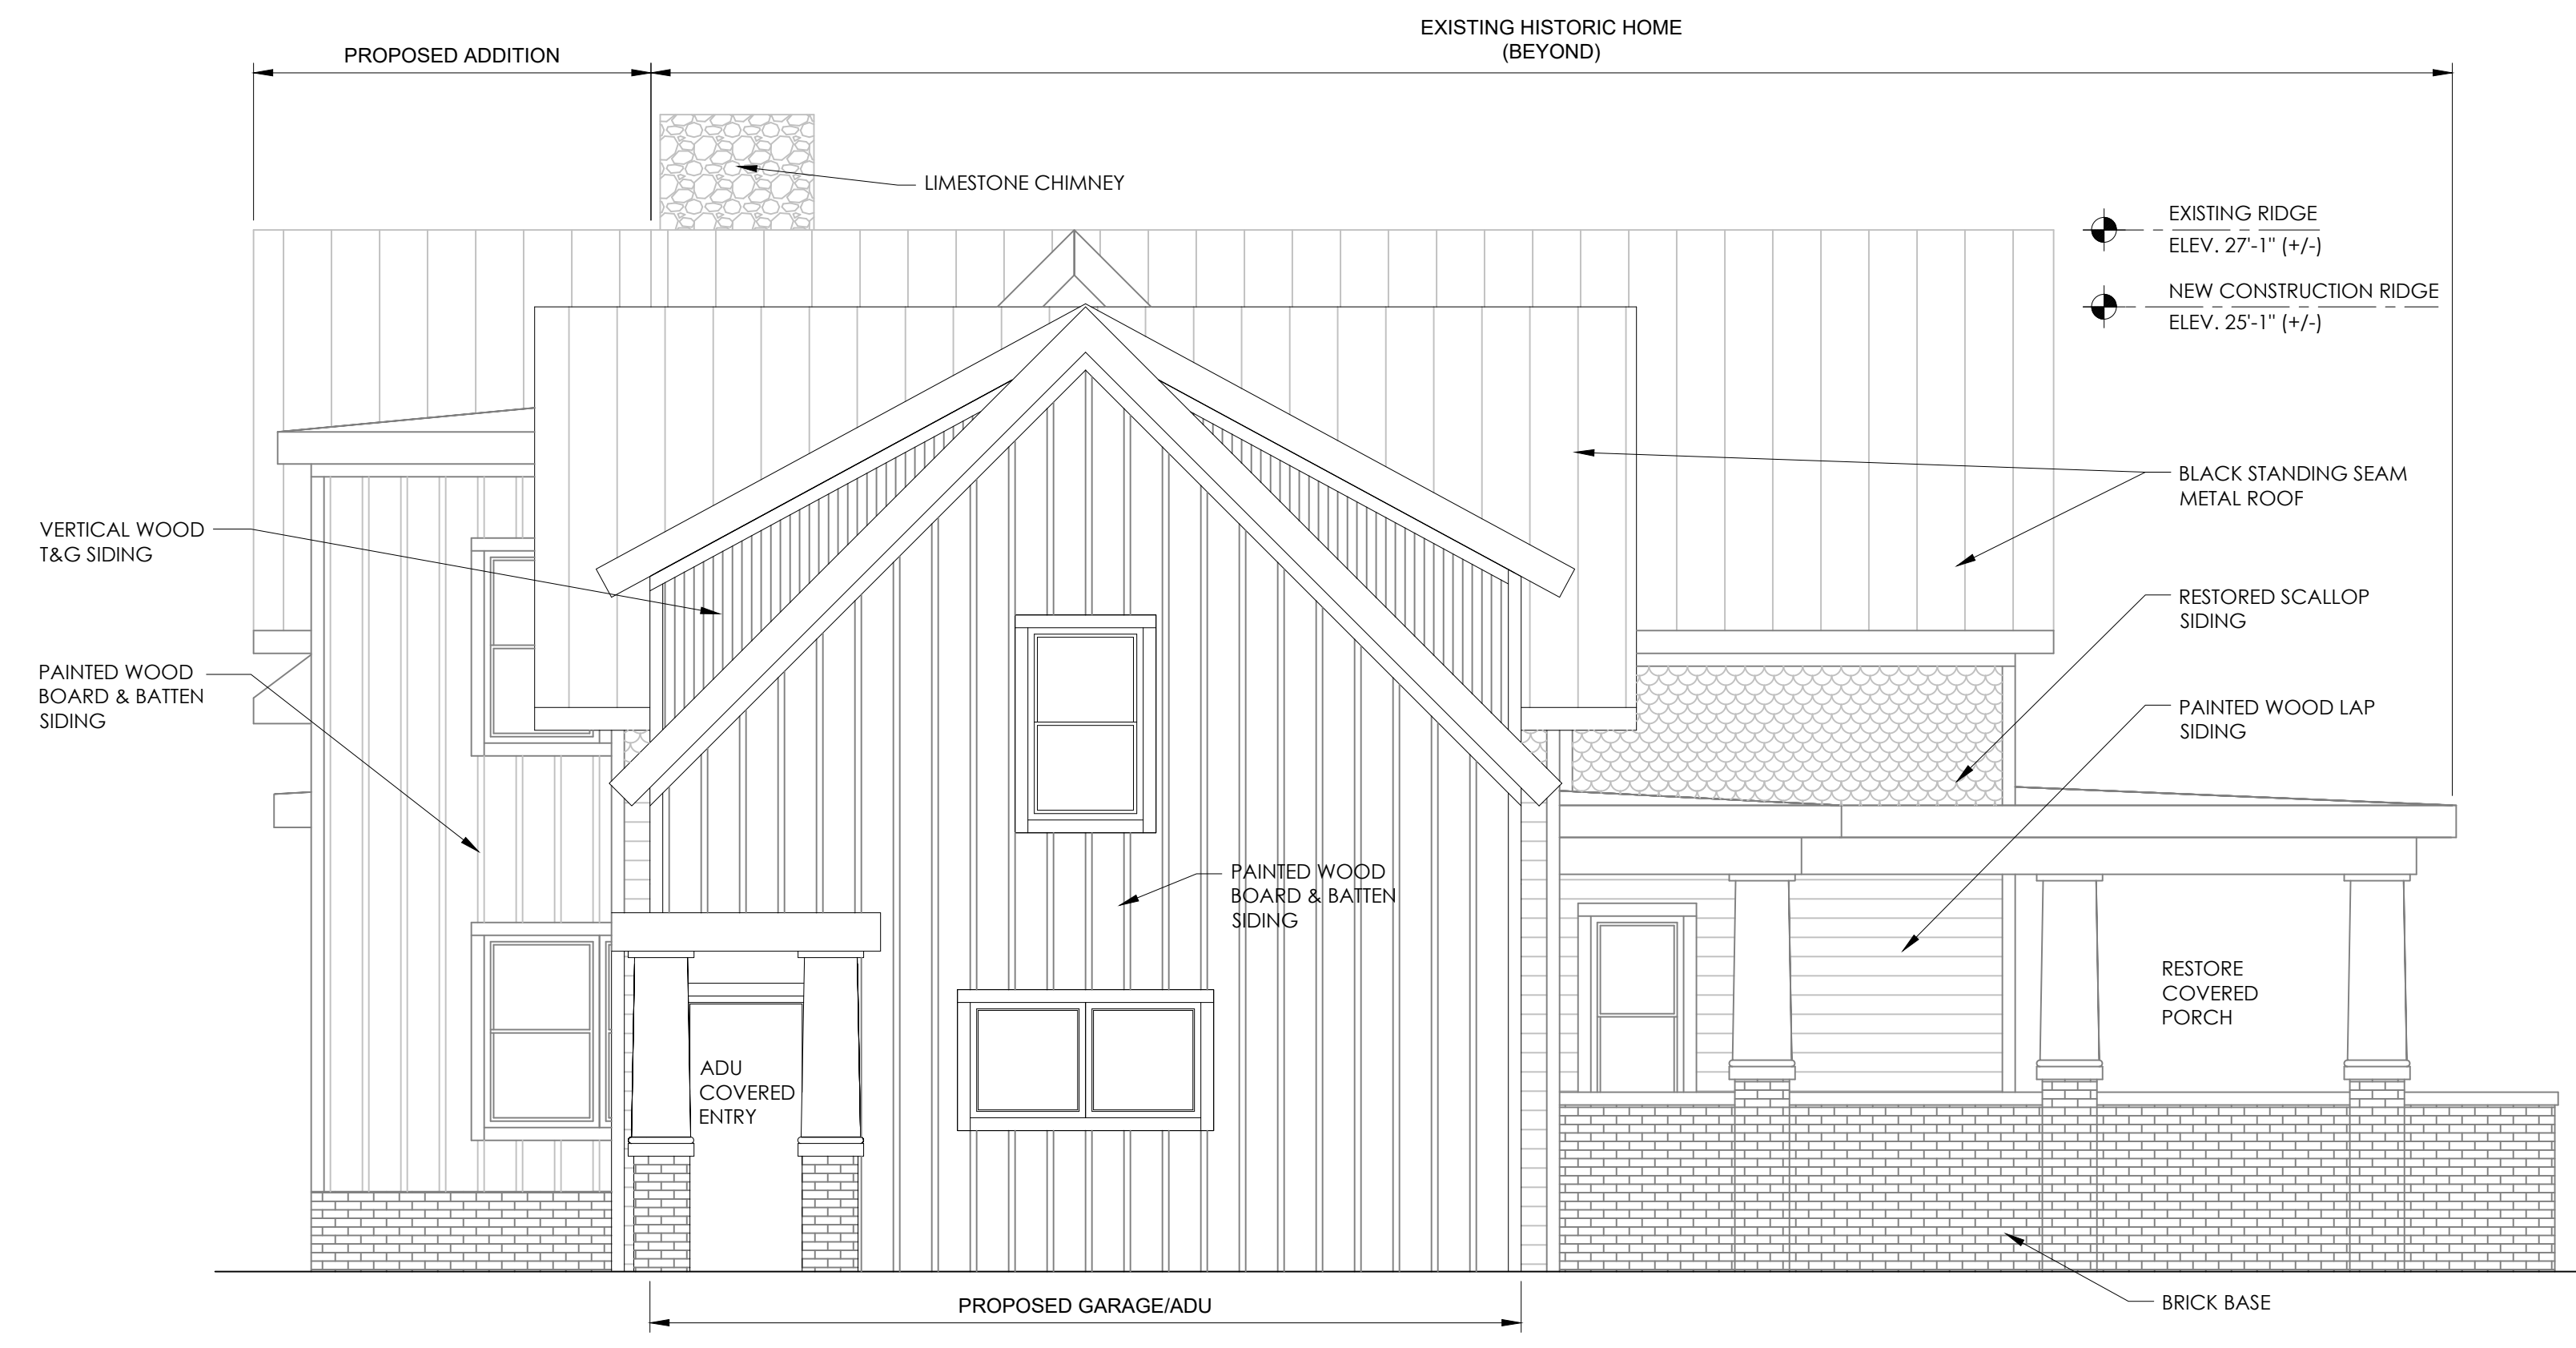 EXISTING HISTORIC HOME
(BEYOND)
PROPOSED ADDITION
LIMESTONE CHIMNEY
EXISTING RIDGE
ELEV. 27'-1" (+/-)
NEW CONSTRUCTION RIDGE
ELEV. 25'-1" (+/-)
BLACK STANDING SEAM
METAL ROOF
VERTICAL WOOD
T&G SIDING
RESTORED SCALLOP
SIDING
PAINTED WOOD
BOARD & BATTEN
SIDING
PAINTED WOOD LAP
SIDING
PAINTED WOOD
BOARD & BATTEN
SIDING
RESTORE
COVERED
PORCH
ADU
COVERED
ENTRY
PROPOSED GARAGE/ADU
BRICK BASE